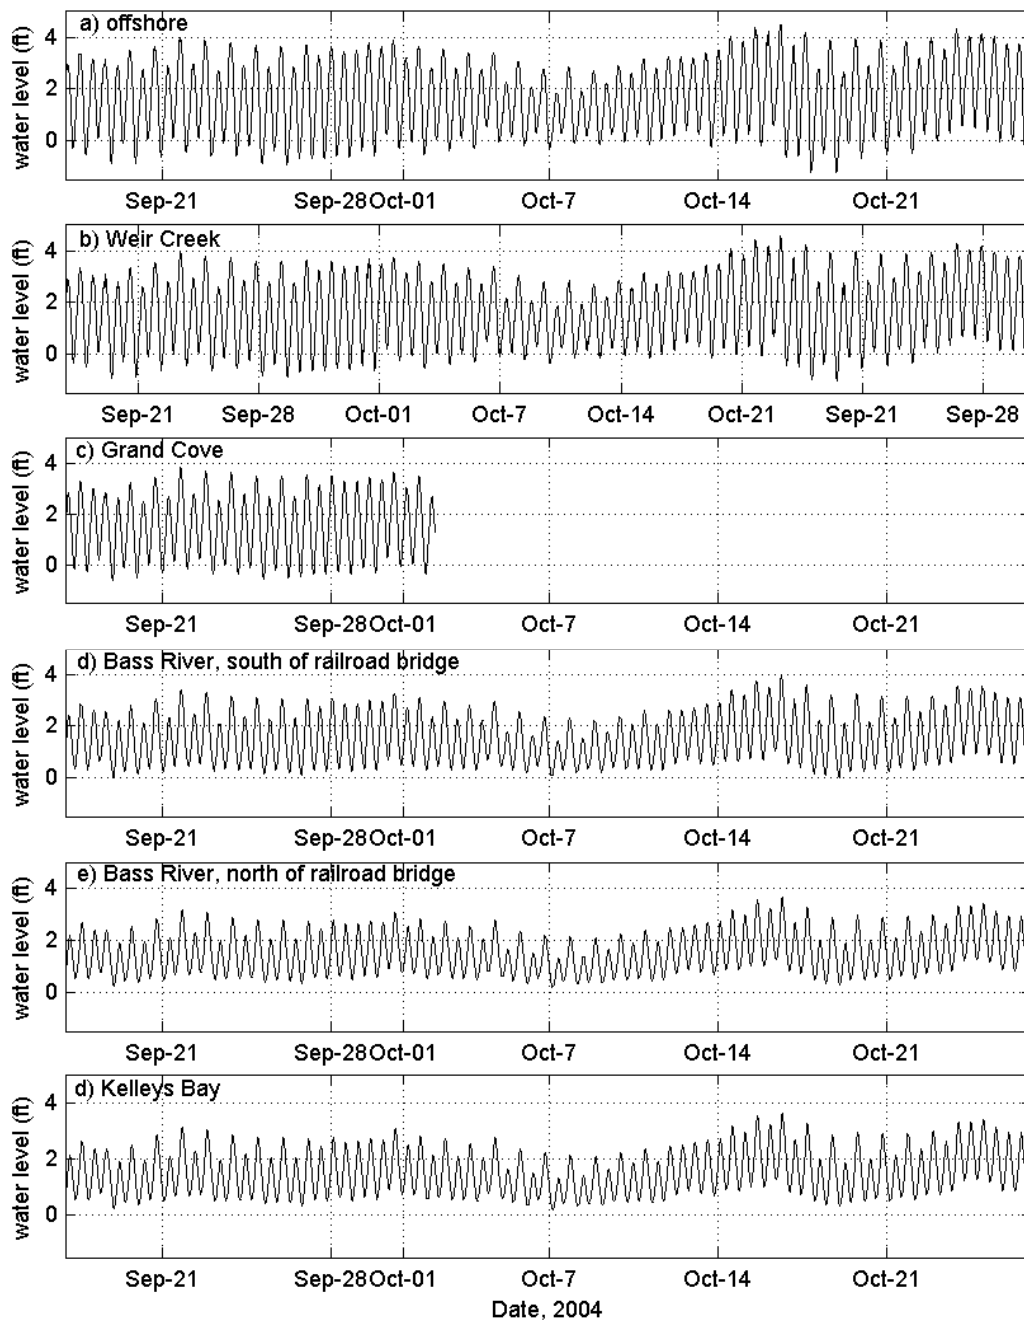 a) offshore
water level (ft)
4
2
0
Sep-21 Sep-28 Oct-01 Oct-7 Oct-14 Oct-21
b) Weir Creek
water level (ft)
4
2
0
Sep-21 Sep-28 Oct-01 Oct-7 Oct-14 Oct-21 Sep-21 Sep-28
c) Grand Cove
water level (ft)
4
2
0
Sep-21 Sep-28 Oct-01 Oct-7 Oct-14 Oct-21
d) Bass River, south of railroad bridge
water level (ft)
4
2
0
Sep-21 Sep-28 Oct-01 Oct-7 Oct-14 Oct-21
e) Bass River, north of railroad bridge
water level (ft)
4
2
0
Sep-21 Sep-28 Oct-01 Oct-7 Oct-14 Oct-21
d) Kelleys Bay
water level (ft)
4
2
0
Sep-21 Sep-28 Oct-01 Oct-7 Oct-14 Oct-21
Date, 2004